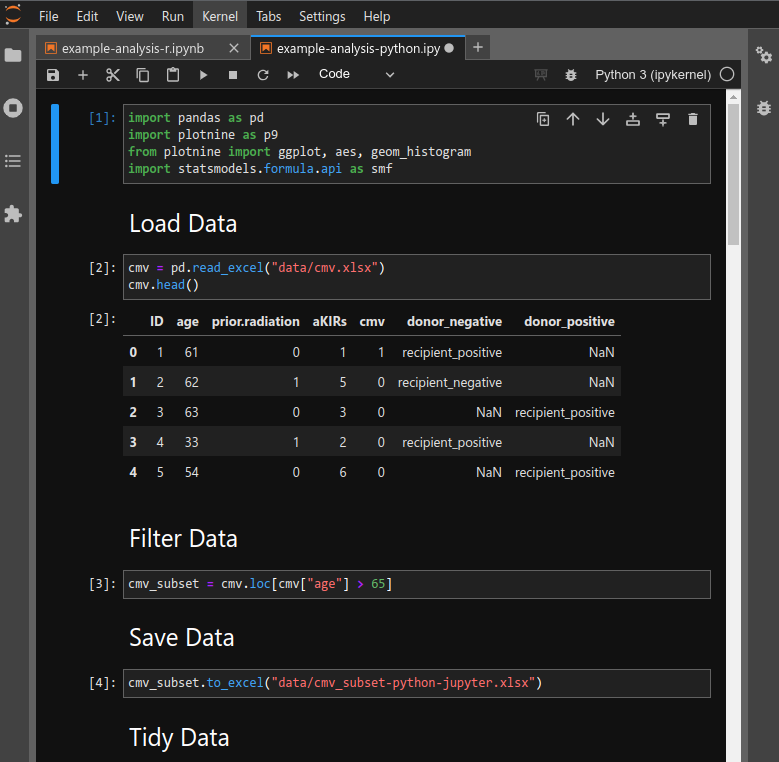 File Edit View Run Kernel Tabs Settings Help
example-analysis-r.ipynb example-analysis-python.ipy
Code Python 3 (ipykernel)
[1]: import pandas as pd
import plotnine as p9
from plotnine import ggplot, aes, geom_histogram
import statsmodels.formula.api as smf
Load Data
[2]: cmv = pd.read_excel("data/cmv.xlsx")
cmv.head()
[2]: ID age prior.radiation aKIRs cmv donor_negative donor_positive
0 1 61 0 1 1 recipient_positive NaN
1 2 62 1 5 0 recipient_negative NaN
2 3 63 0 3 0 NaN recipient_positive
3 4 33 1 2 0 recipient_positive NaN
4 5 54 0 6 0 NaN recipient_positive
Filter Data
[3]: cmv_subset = cmv.loc[cmv["age"] > 65]
Save Data
[4]: cmv_subset.to_excel("data/cmv_subset-python-jupyter.xlsx")
Tidy Data